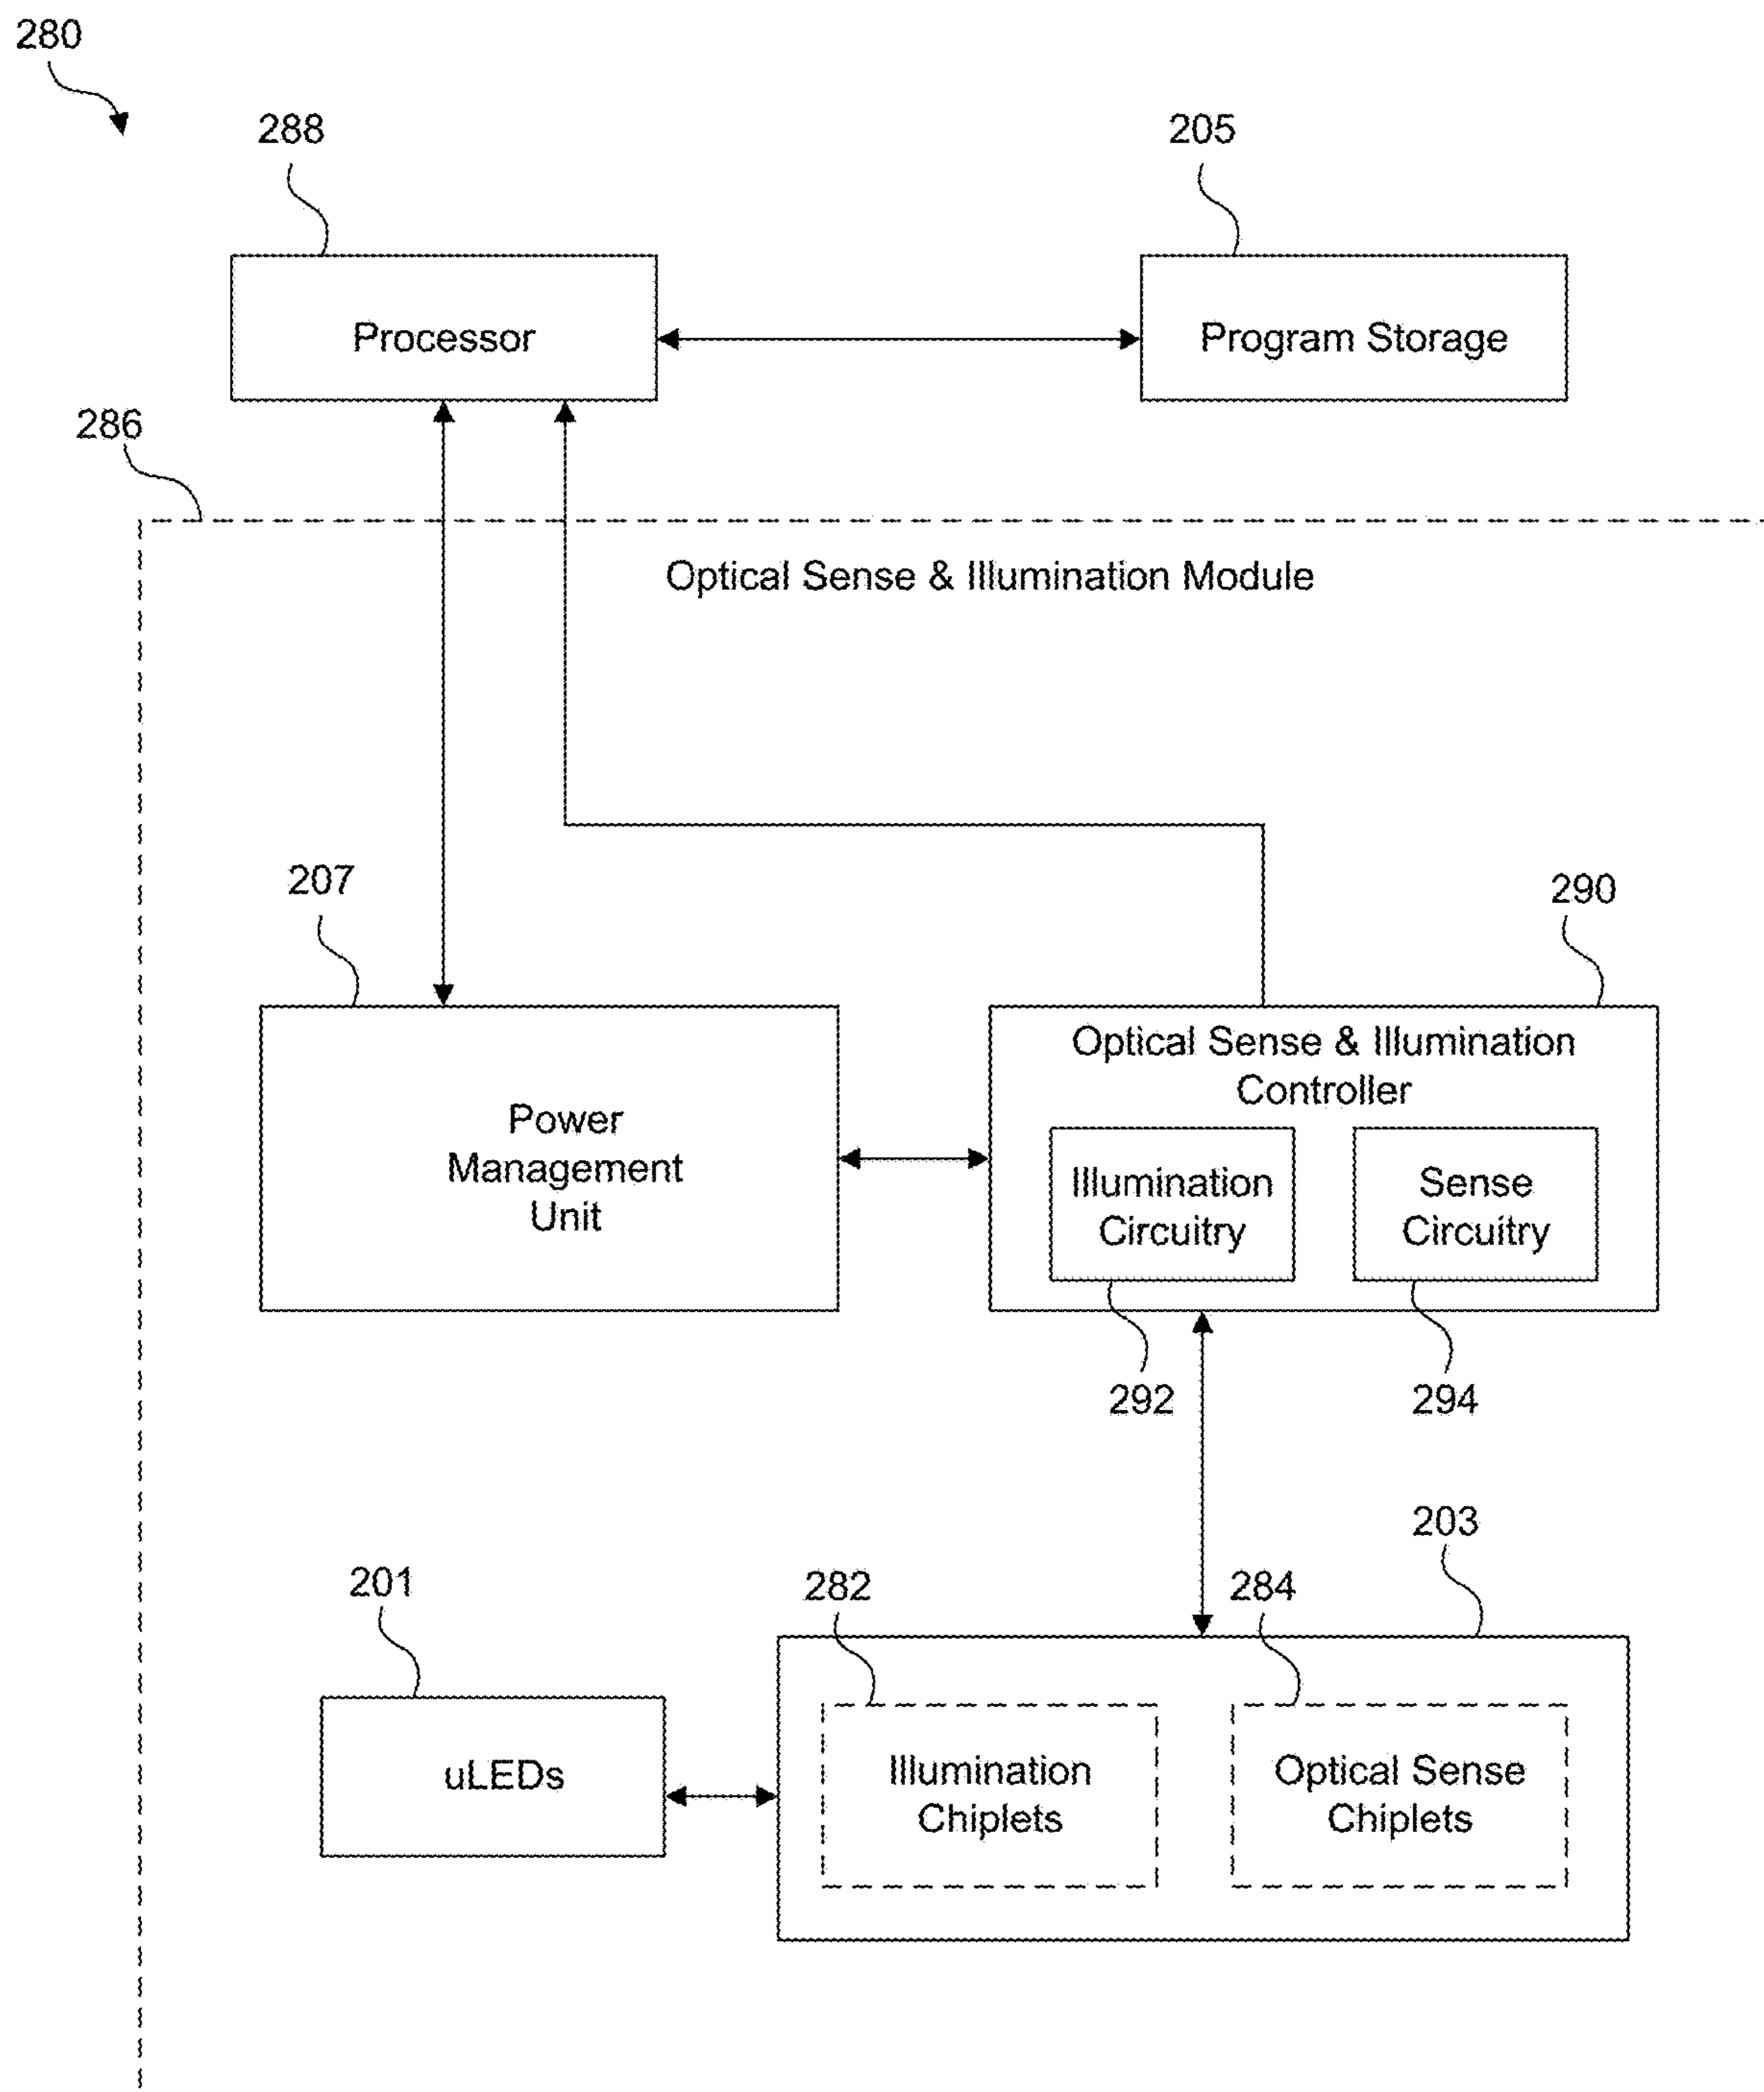 280
288
205
Processor
Program Storage
286
Optical Sense & Illumination Module
207
290
Optical Sense & Illumination
Controller
Power
Management
Unit
Illumination
Circuitry
Sense
Circuitry
292
294
203
201
282
284
uLEDs
Illumination
Chiplets
Optical Sense
Chiplets